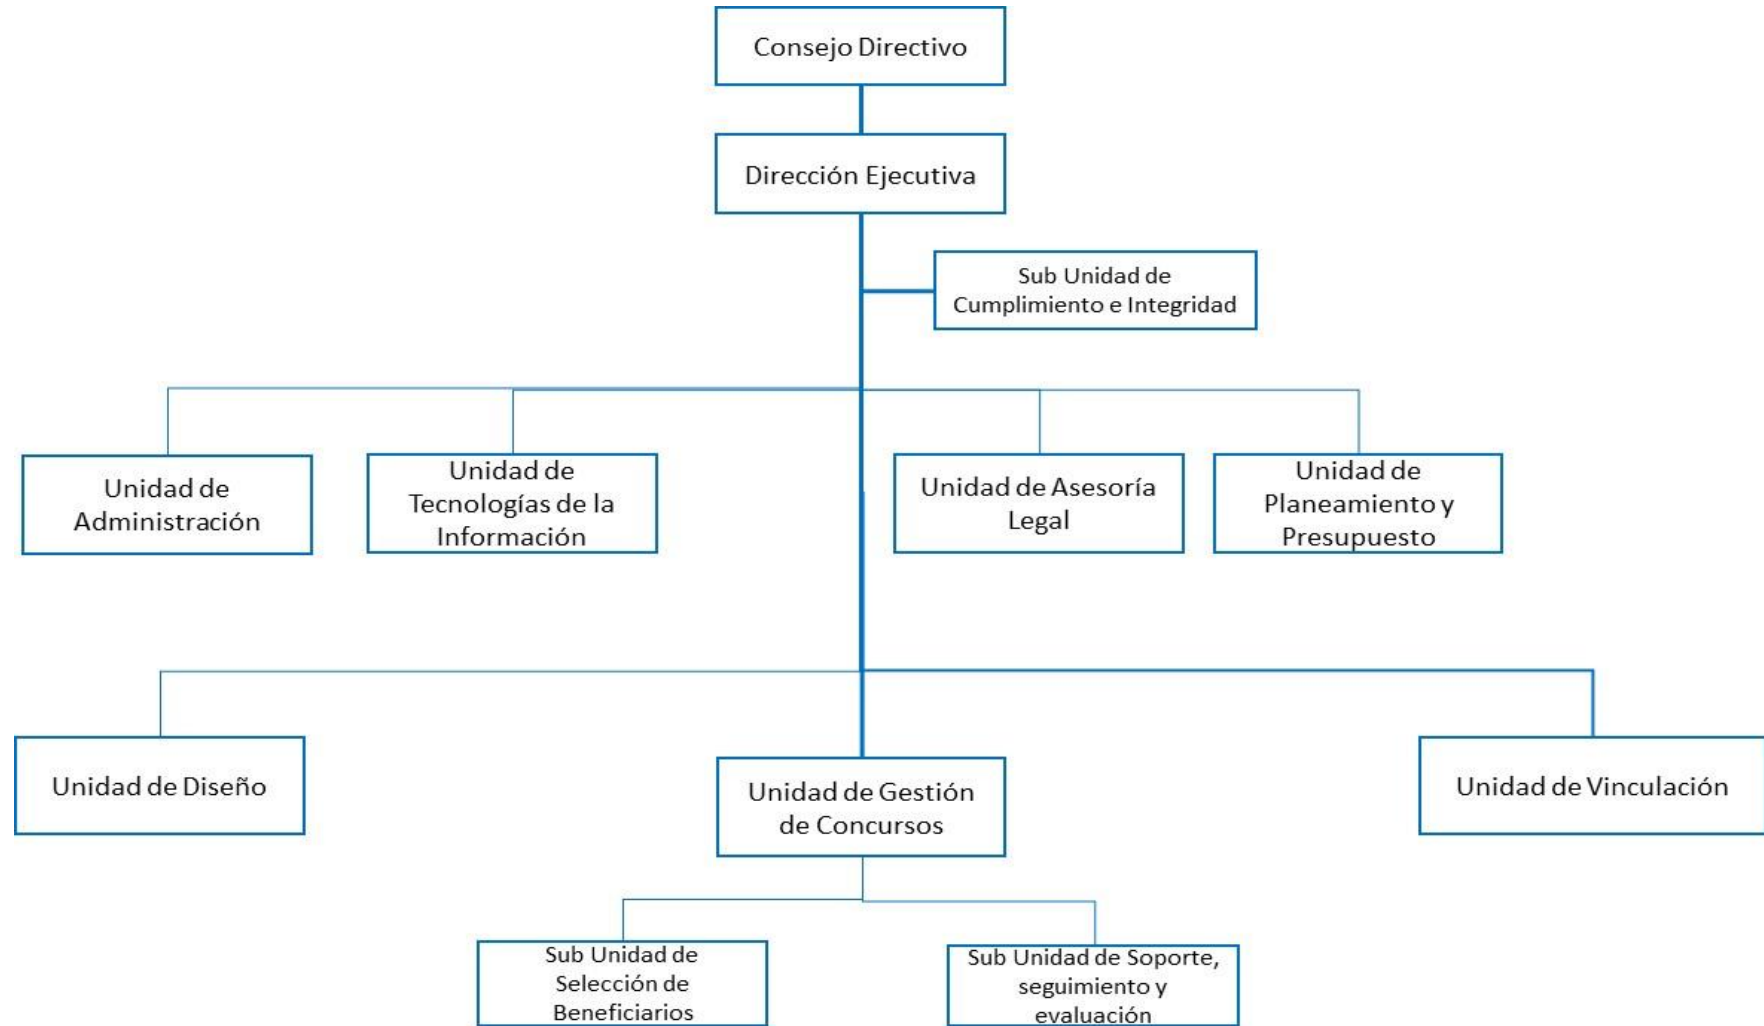 Consejo Directivo
Dirección Ejecutiva
Sub Unidad de
Cumplimiento e Integridad
Unidad de
Administración
Unidad de
Tecnologías de la
Información
Unidad de Asesoría
Legal
Unidad de
Planeamiento y
Presupuesto
Unidad de Diseño
Unidad de Gestión
de Concursos
Unidad de Vinculación
Sub Unidad de
Selección de
Beneficiarios
Sub Unidad de Soporte,
seguimiento y
evaluación